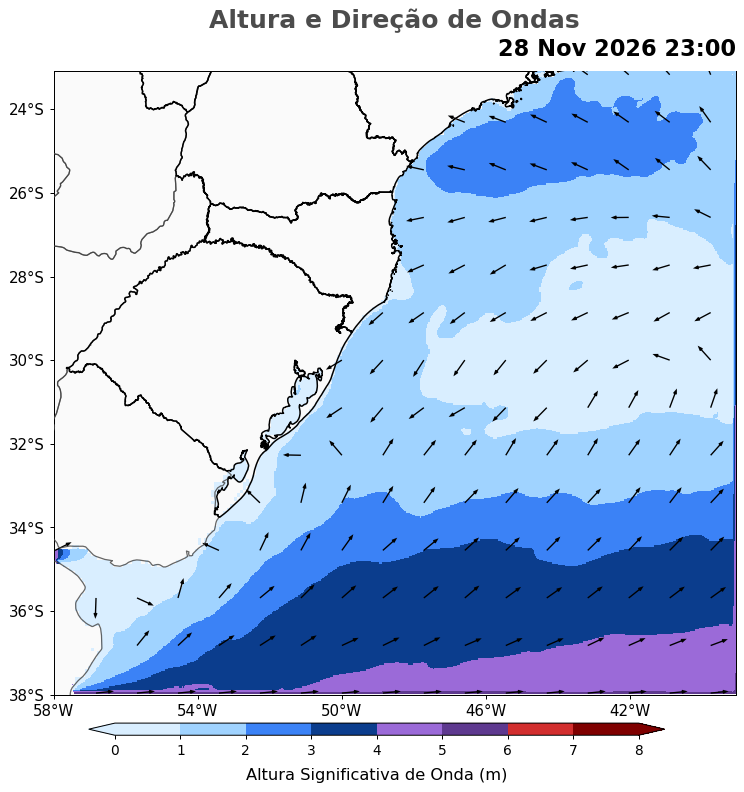 Altura e Direção de Ondas
28 Nov 2026 23:00
24°S
26°S
28°S
30°S
32°S
34°S
36°S
38°S
58°W 54°W 50°W 46°W 42°W
0 1 2 3 4 5 6 7 8
Altura Significativa de Onda (m)